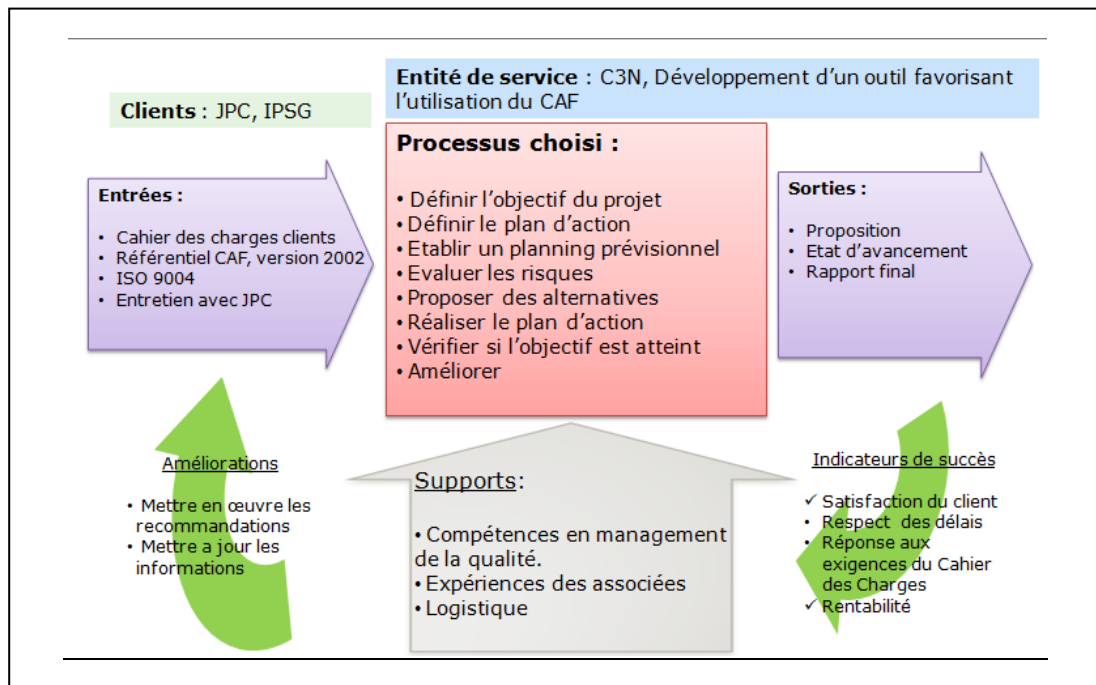 Clients : JPC, IPSG
Entité de service : C3N, Développement d’un outil favorisant
l’utilisation du CAF
Entrées :
• Cahier des charges clients
• Référentiel CAF, version 2002
• ISO 9004
• Entretien avec JPC
Processus choisi :
• Définir l’objectif du projet
• Définir le plan d’action
• Etablir un planning prévisionnel
• Evaluer les risques
• Proposer des alternatives
• Réaliser le plan d’action
• Vérifier si l’objectif est atteint
• Améliorer
Sorties :
• Proposition
• Etat d’avancement
• Rapport final
Améliorations
• Mettre en œuvre les
recommandations
• Mettre a jour les
informations
Supports:
• Compétences en management
de la qualité.
• Expériences des associées
• Logistique
Indicateurs de succès
✓ Satisfaction du client
• Respect des délais
• Réponse aux
exigences du Cahier
des Charges
✓ Rentabilité